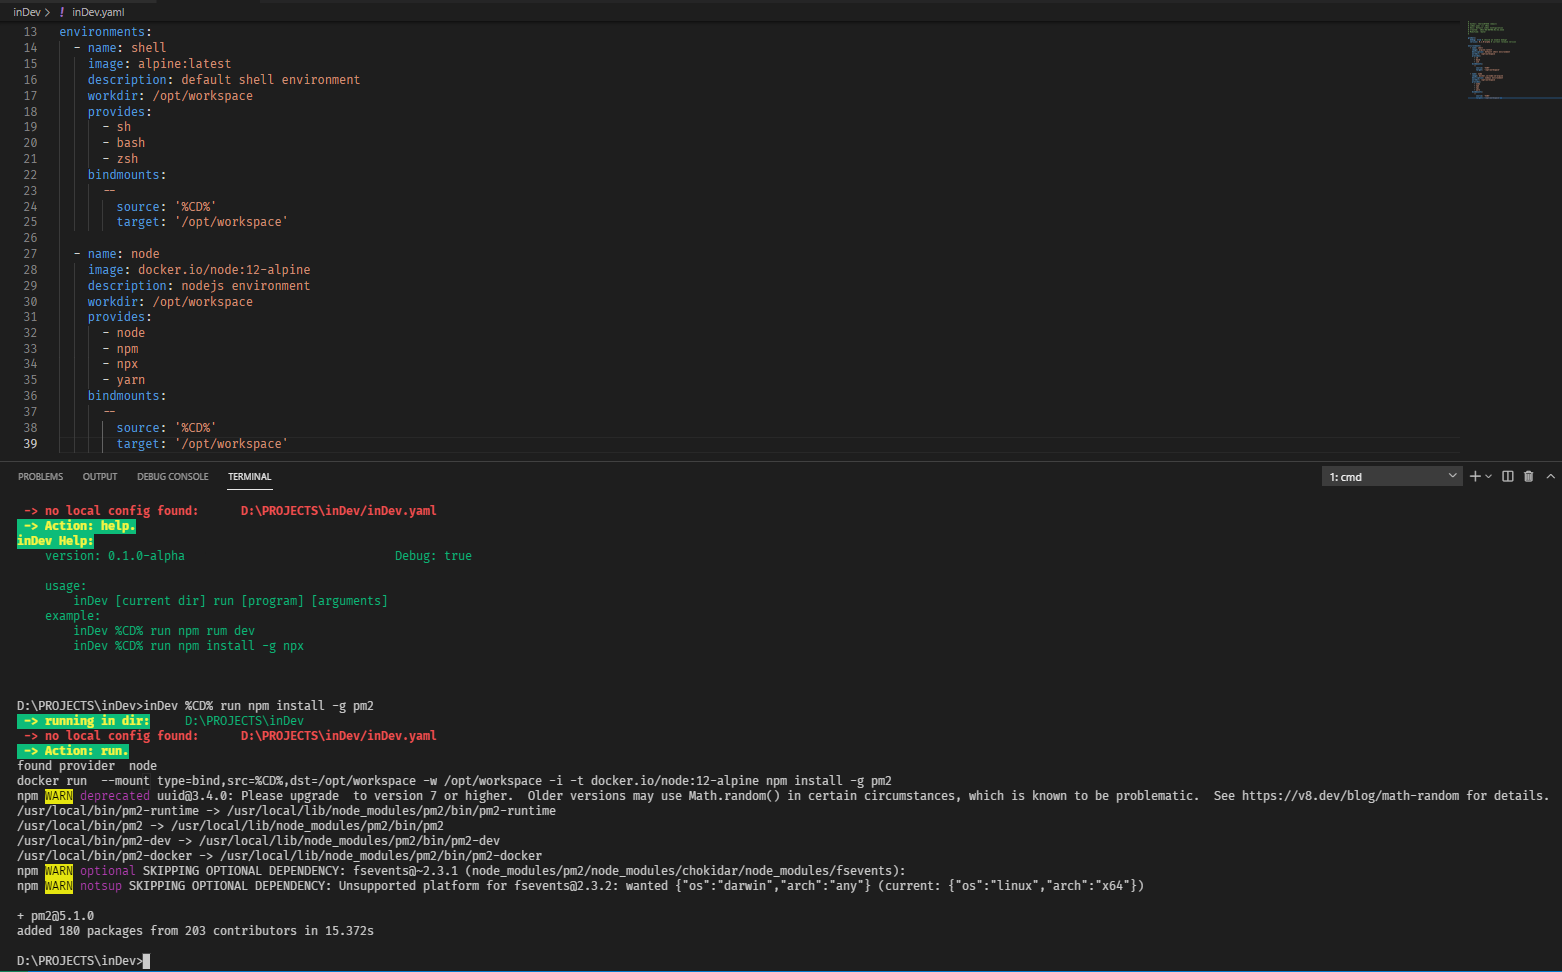 inDev > ! inDev.yaml
13 environments:
14 - name: shell
15 image: alpine:latest
16 description: default shell environment
17 workdir: /opt/workspace
18 provides:
19 - sh
20 - bash
21 - zsh
22 bindmounts:
23 --
24 source: '%CD%'
25 target: '/opt/workspace'
26
27 - name: node
28 image: docker.io/node:12-alpine
29 description: nodejs environment
30 workdir: /opt/workspace
31 provides:
32 - node
33 - npm
34 - npx
35 - yarn
36 bindmounts:
37 --
38 source: '%CD%'
39 target: '/opt/workspace'
PROBLEMS OUTPUT DEBUG CONSOLE TERMINAL 1: cmd
-> no local config found: D:\PROJECTS\inDev/inDev.yaml
-> Action: help.
inDev Help:
version: 0.1.0-alpha Debug: true
usage:
inDev [current dir] run [program] [arguments]
example:
inDev %CD% run npm rum dev
inDev %CD% run npm install -g npx
D:\PROJECTS\inDev>inDev %CD% run npm install -g pm2
-> running in dir: D:\PROJECTS\inDev
-> no local config found: D:\PROJECTS\inDev/inDev.yaml
-> Action: run.
found provider node
docker run --mount type=bind,src=%CD%,dst=/opt/workspace -w /opt/workspace -i -t docker.io/node:12-alpine npm install -g pm2
npm WARN deprecated uuid@3.4.0: Please upgrade to version 7 or higher. Older versions may use Math.random() in certain circumstances, which is known to be problematic. See https://v8.dev/blog/math-random for details.
/usr/local/bin/pm2-runtime -> /usr/local/lib/node_modules/pm2/bin/pm2-runtime
/usr/local/bin/pm2 -> /usr/local/lib/node_modules/pm2/bin/pm2
/usr/local/bin/pm2-dev -> /usr/local/lib/node_modules/pm2/bin/pm2-dev
/usr/local/bin/pm2-docker -> /usr/local/lib/node_modules/pm2/bin/pm2-docker
npm WARN optional SKIPPING OPTIONAL DEPENDENCY: fsevents@~2.3.1 (node_modules/pm2/node_modules/chokidar/node_modules/fsevents):
npm WARN notsup SKIPPING OPTIONAL DEPENDENCY: Unsupported platform for fsevents@2.3.2: wanted {"os":"darwin","arch":"any"} (current: {"os":"linux","arch":"x64"})
+ pm2@5.1.0
added 180 packages from 203 contributors in 15.372s
D:\PROJECTS\inDev>